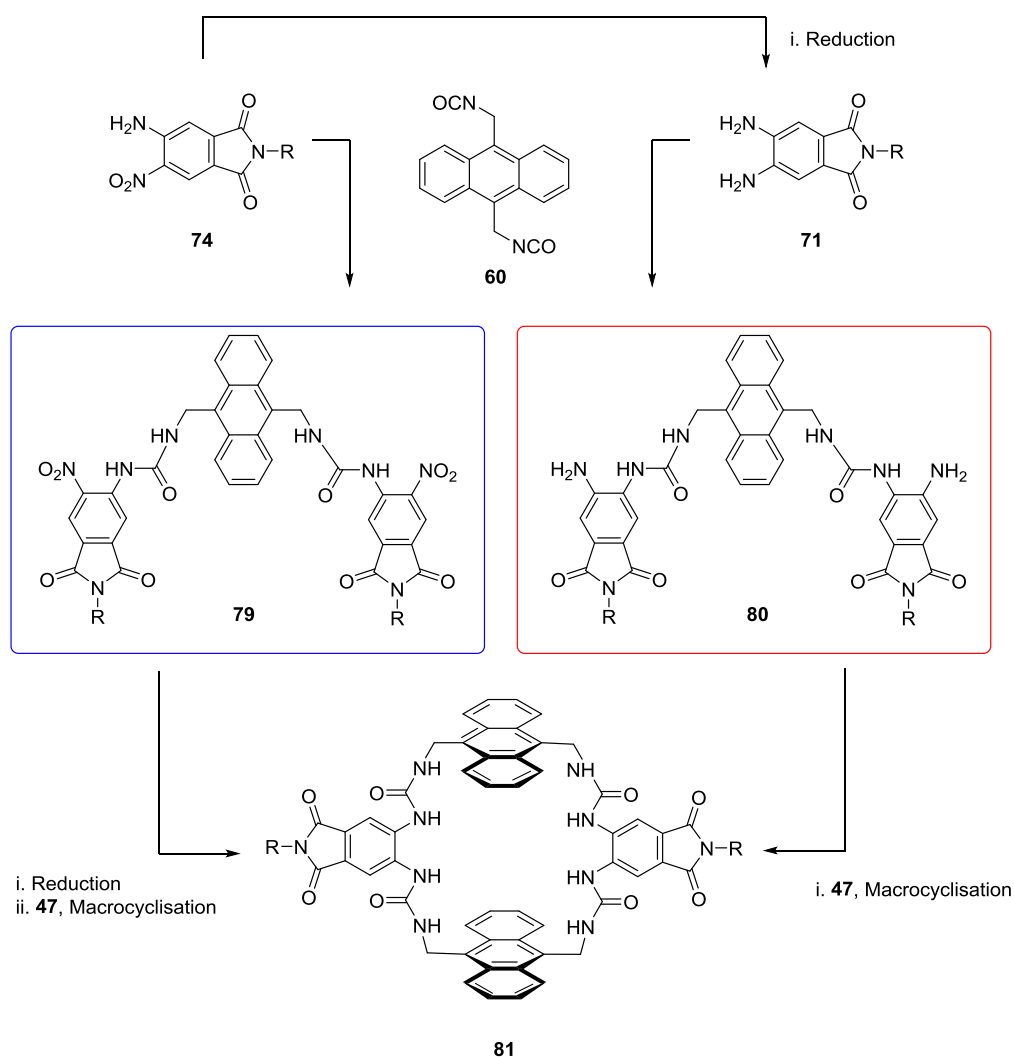 i. Reduction
OCN
O
H2N
N–R
O2N
O
74
NCO
60
O
H2N
N–R
H2N
O
71
HN
NH
O2N
HN
O
O
NH
NO2
O
N
O
R
79
O
N
O
R
HN
NH
H2N
HN
O
O
NH
NH2
O
N
O
R
80
O
N
O
R
NH
HN
O
O
O
NH
HN
O
R–N
N–R
O
NH
HN
O
O
O
NH
HN
i. Reduction
ii. 47, Macrocyclisation
i. 47, Macrocyclisation
81